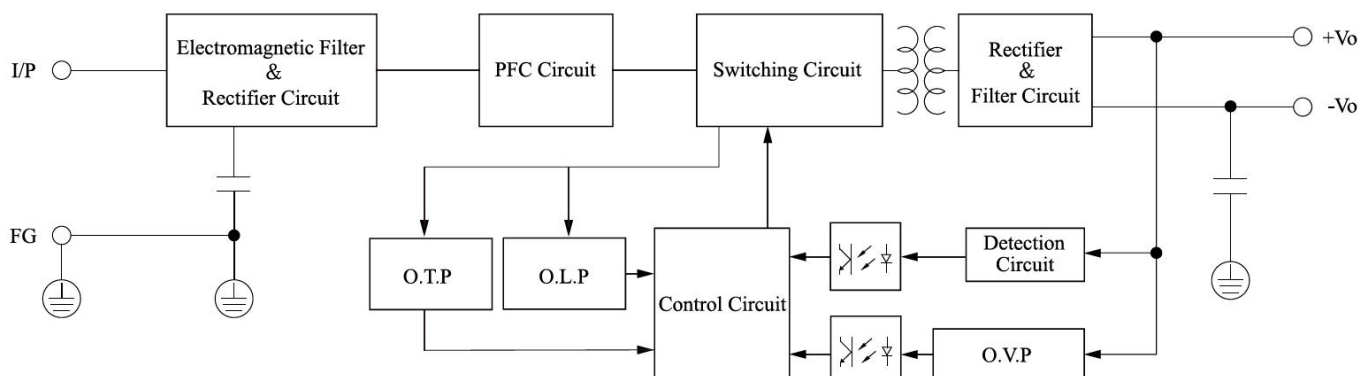 Electromagnetic Filter
&
Rectifier Circuit
PFC Circuit
Switching Circuit
Rectifier
&
Filter Circuit
I/P
+Vo
-Vo
FG
O.T.P
O.L.P
Control Circuit
Detection
Circuit
O.V.P